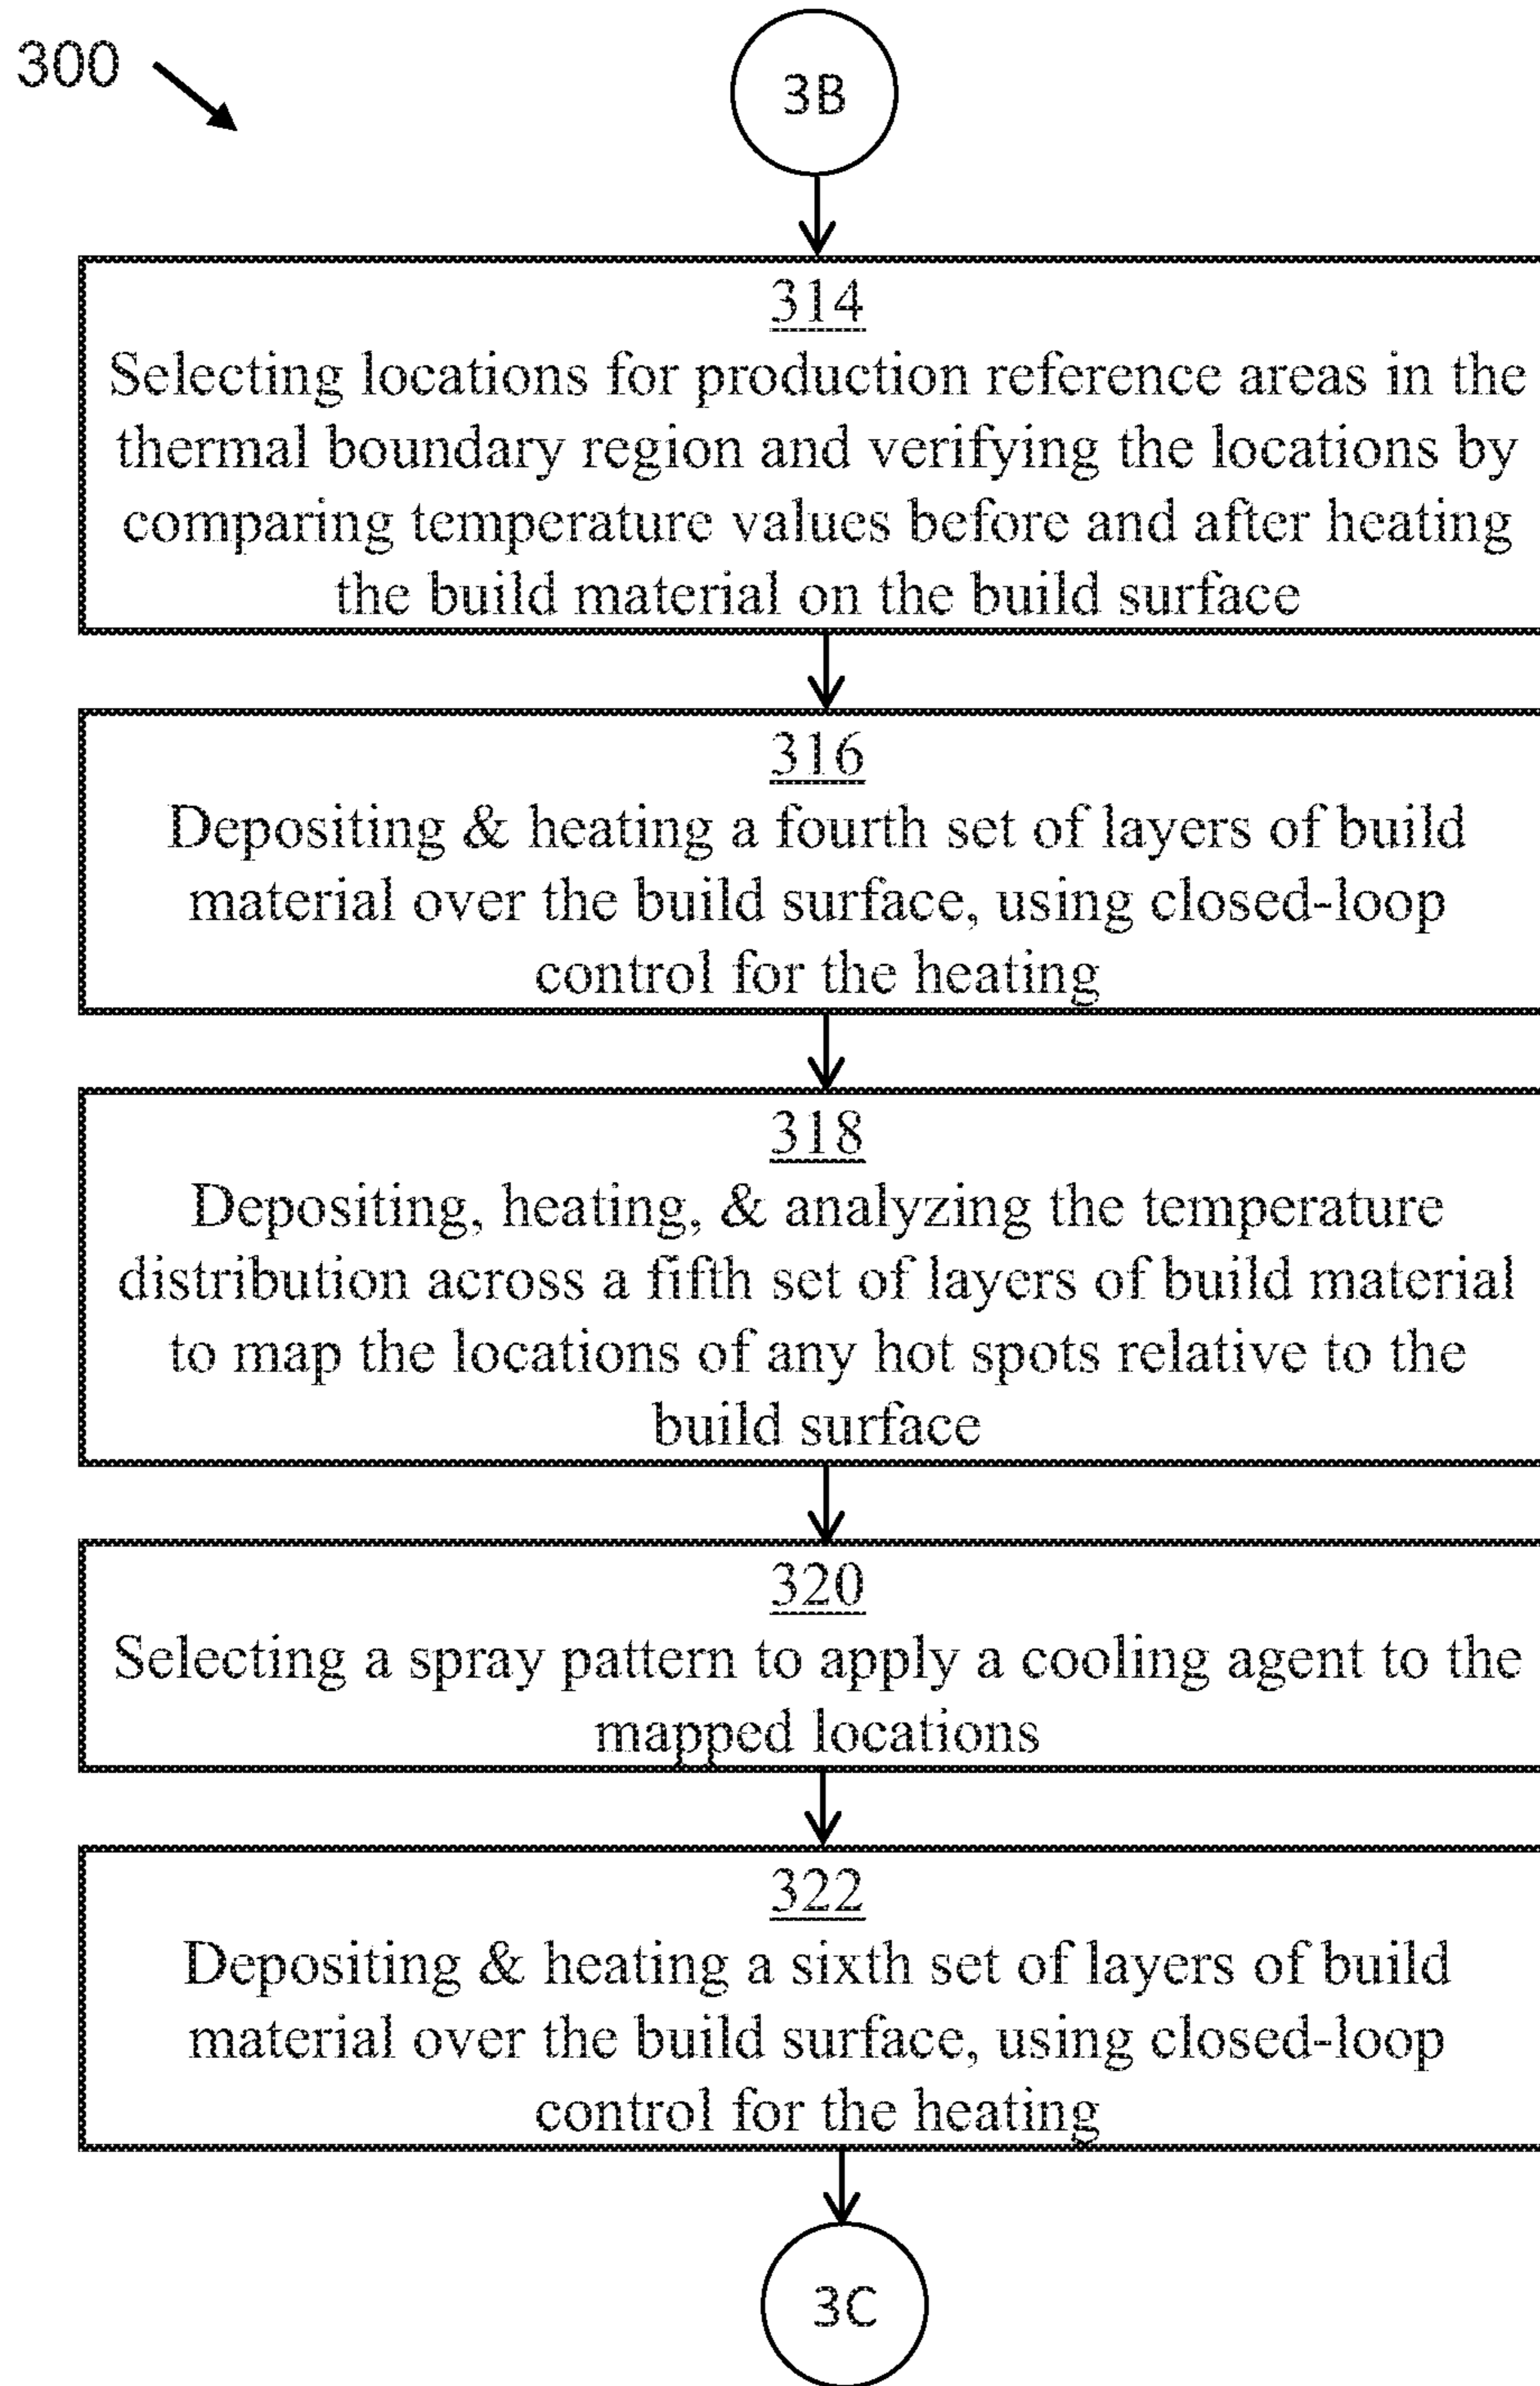 300
3B
314
Selecting locations for production reference areas in the
thermal boundary region and verifying the locations by
comparing temperature values before and after heating
the build material on the build surface
316
Depositing & heating a fourth set of layers of build
material over the build surface, using closed-loop
control for the heating
318
Depositing, heating, & analyzing the temperature
distribution across a fifth set of layers of build material
to map the locations of any hot spots relative to the
build surface
320
Selecting a spray pattern to apply a cooling agent to the
mapped locations
322
Depositing & heating a sixth set of layers of build
material over the build surface, using closed-loop
control for the heating
3C